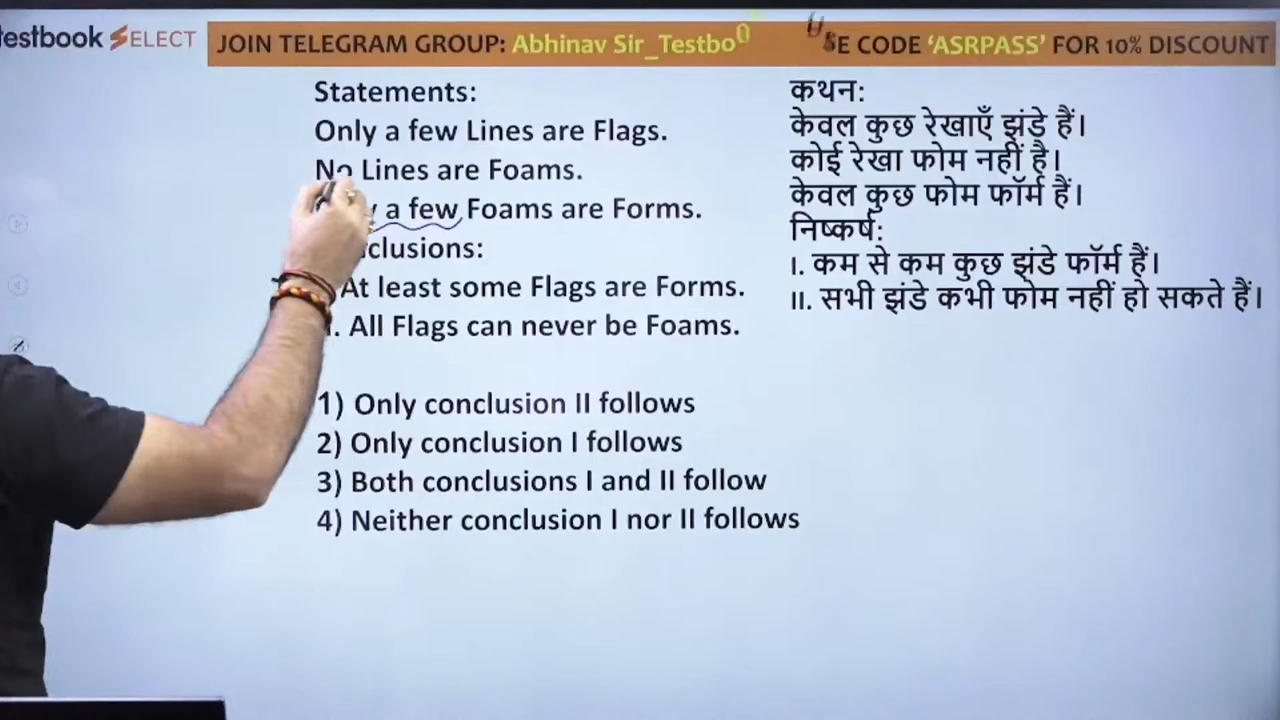 testbook SELECT
JOIN TELEGRAM GROUP: Abhinav Sir_Testbo
SE CODE ‘ASRPASS’ FOR 10% DISCOUNT
Statements:
Only a few Lines are Flags.
No Lines are Foams.
y a few Foams are Forms.
clusions:
At least some Flags are Forms.
. All Flags can never be Foams.
1) Only conclusion II follows
2) Only conclusion I follows
3) Both conclusions I and II follow
4) Neither conclusion I nor II follows
कथन:
केवल कुछ रेखाएँ झंडे हैं।
कोई रेखा फोम नहीं है।
केवल कुछ फोम फॉर्म हैं।
निष्कर्ष:
I. कम से कम कुछ झंडे फॉर्म हैं।
II. सभी झंडे कभी फोम नहीं हो सकते हैं।